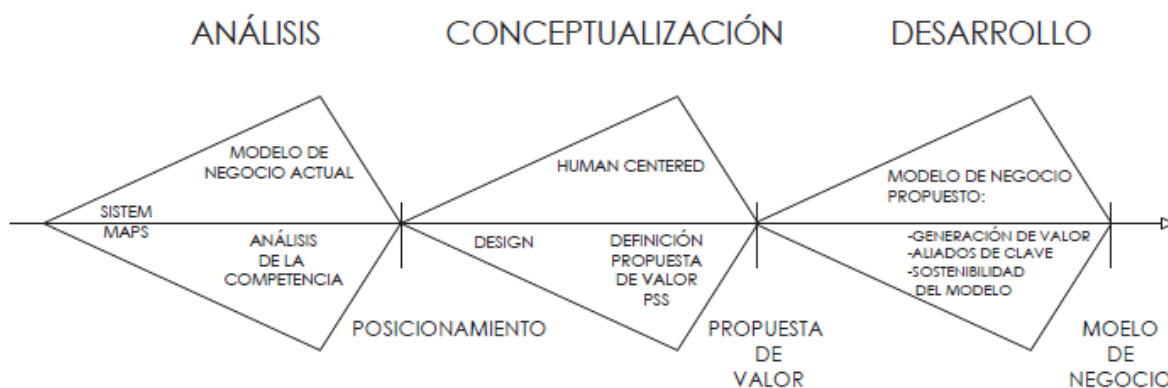 ANÁLISIS
CONCEPTUALIZACIÓN
DESARROLLO
MODELO DE
NEGOCIO ACTUAL
SISTEM
MAPS
ANÁLISIS
DE LA
COMPETENCIA
POSICIONAMIENTO
HUMAN CENTERED
DESIGN
DEFINICIÓN
PROPUESTA
DE VALOR
PSS
PROPUESTA
DE
VALOR
MODELO DE NEGOCIO
PROPUESTO:
-GENERACIÓN DE VALOR
-ALIADOS DE CLAVE
-SOSTENIBILIDAD
DEL MODELO
MOELO
DE
NEGOCIO